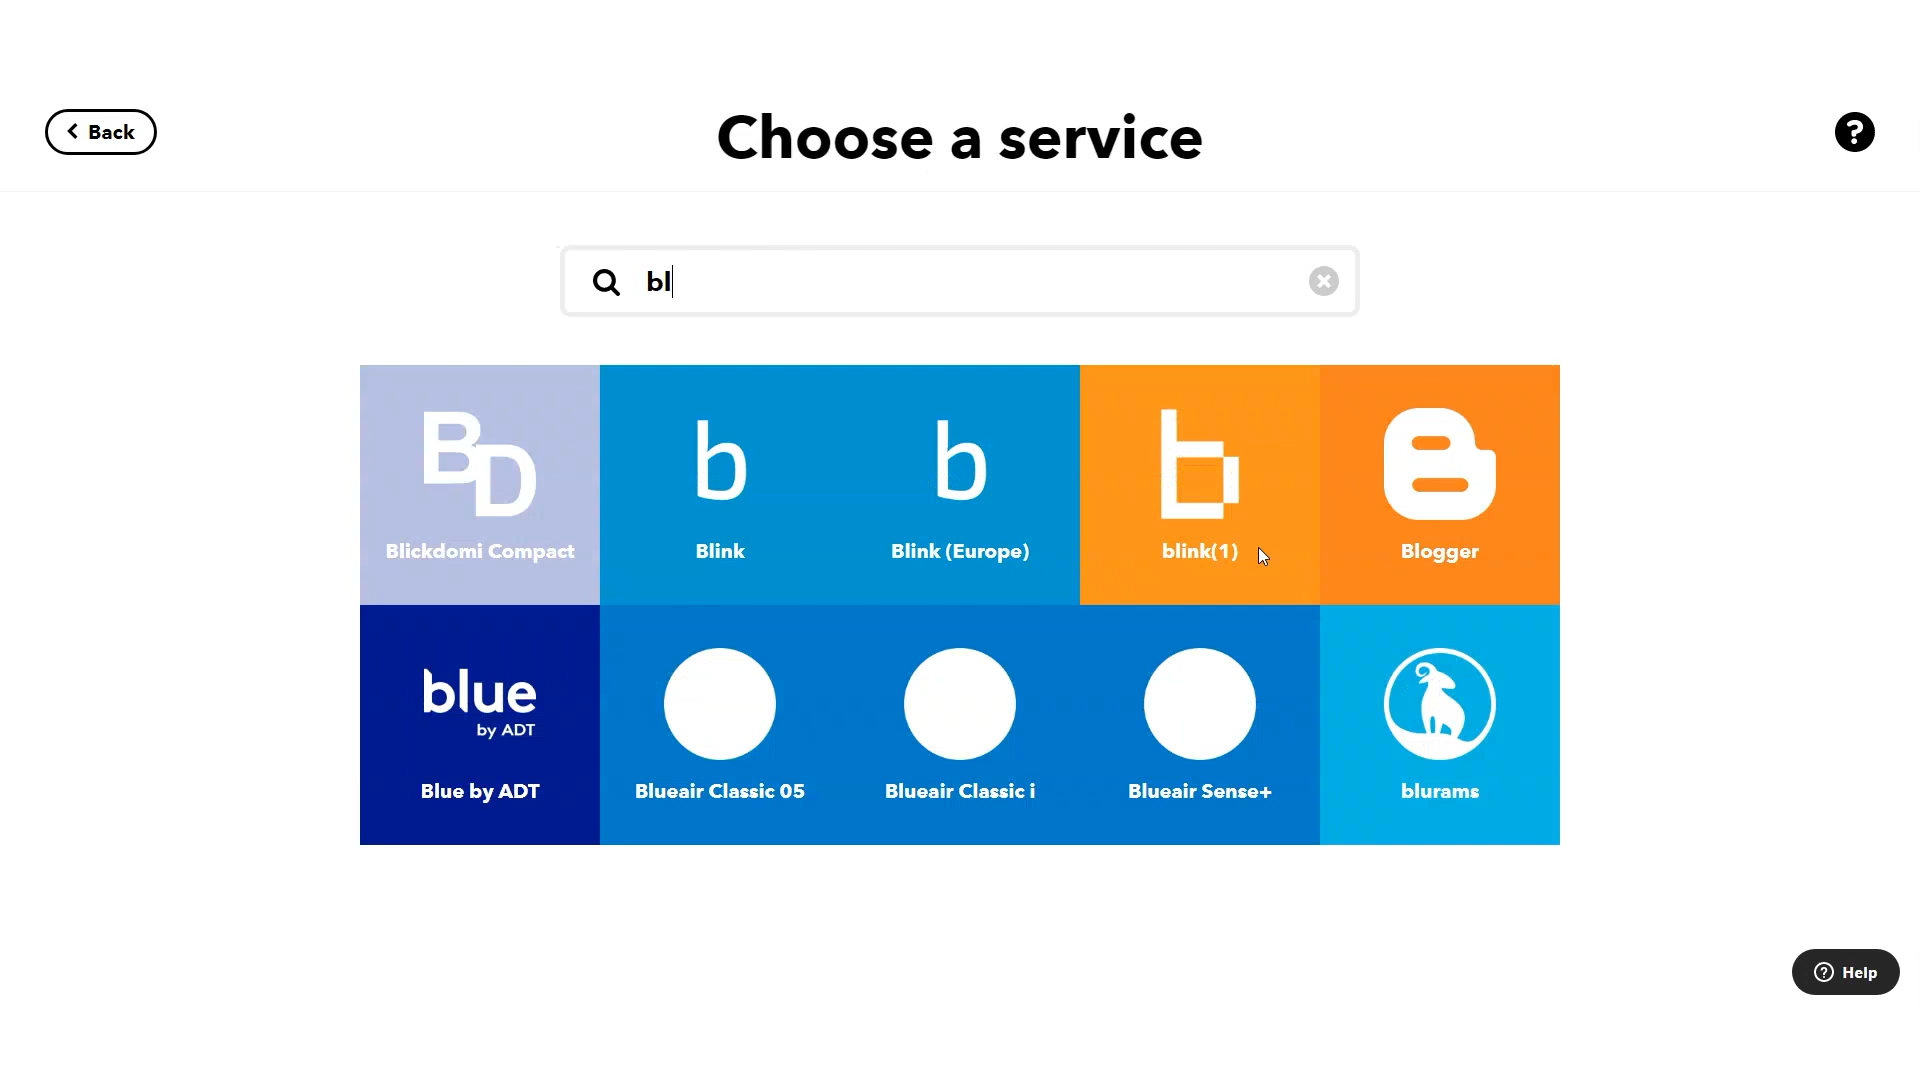 Back
Choose a service
bl
BD
b
b
b
B
Blickdomi Compact
Blink
Blink (Europe)
blink(1)
Blogger
blue
by ADT
Blue by ADT
Blueair Classic 05
Blueair Classic i
Blueair Sense+
blurams
? Help